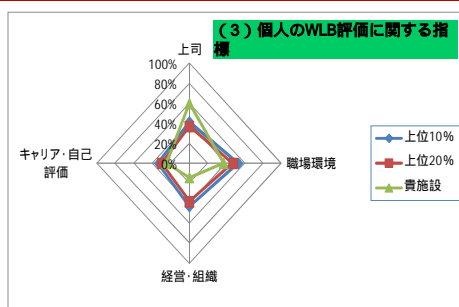 （３）個人のWLB評価に関する指
標
上司
100%
80%
60%
40%
20%
0%
キャリア・自己
評価
職場環境
経営・組織
上位10%
上位20%
貴施設